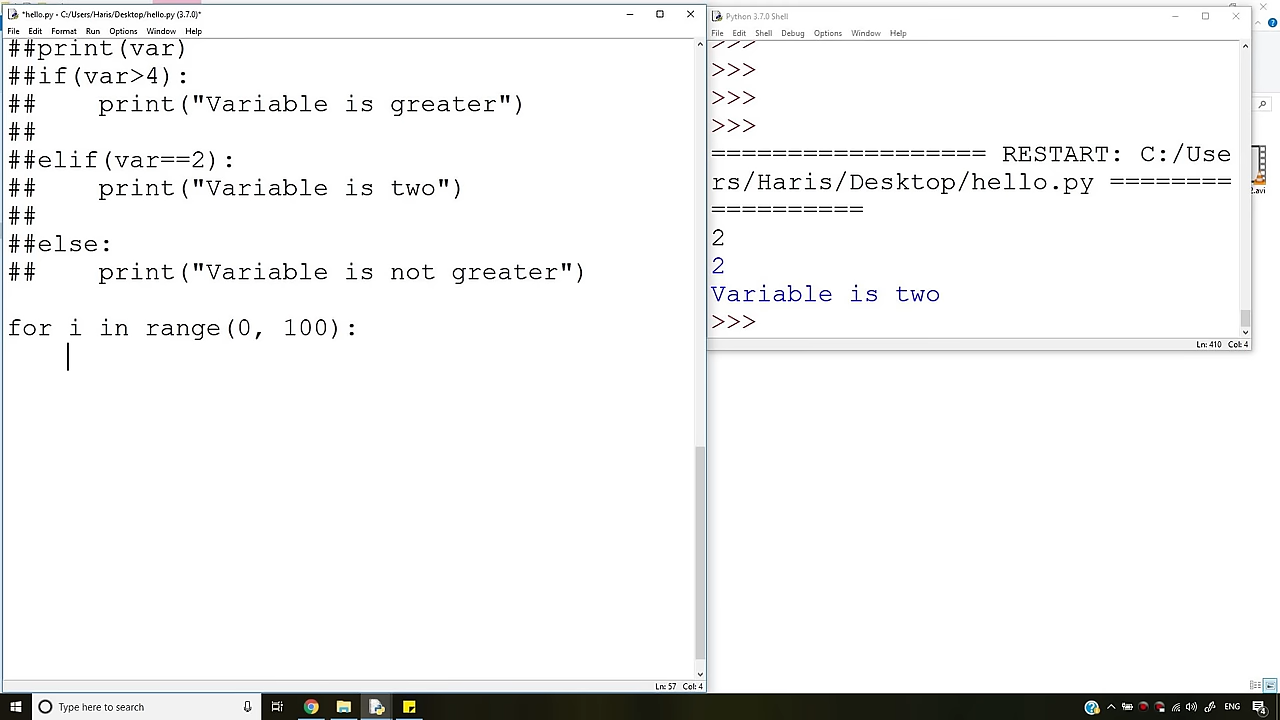 *hello.py - C:/Users/Haris/Desktop/hello.py (3.7.0)*
File Edit Format Run Options Window Help
##print(var)
##if(var>4):
##    print("Variable is greater")
##
##elif(var==2):
##    print("Variable is two")
##
##else:
##    print("Variable is not greater")
for i in range(0, 100):
Ln: 57 Col: 4
Python 3.7.0 Shell
File Edit Shell Debug Options Window Help
>>>
>>>
>>>
>>>
================== RESTART: C:/Use
rs/Haris/Desktop/hello.py ========
==========
2
2
Variable is two
>>>
Ln: 410 Col: 4
.avi
Type here to search
ENG